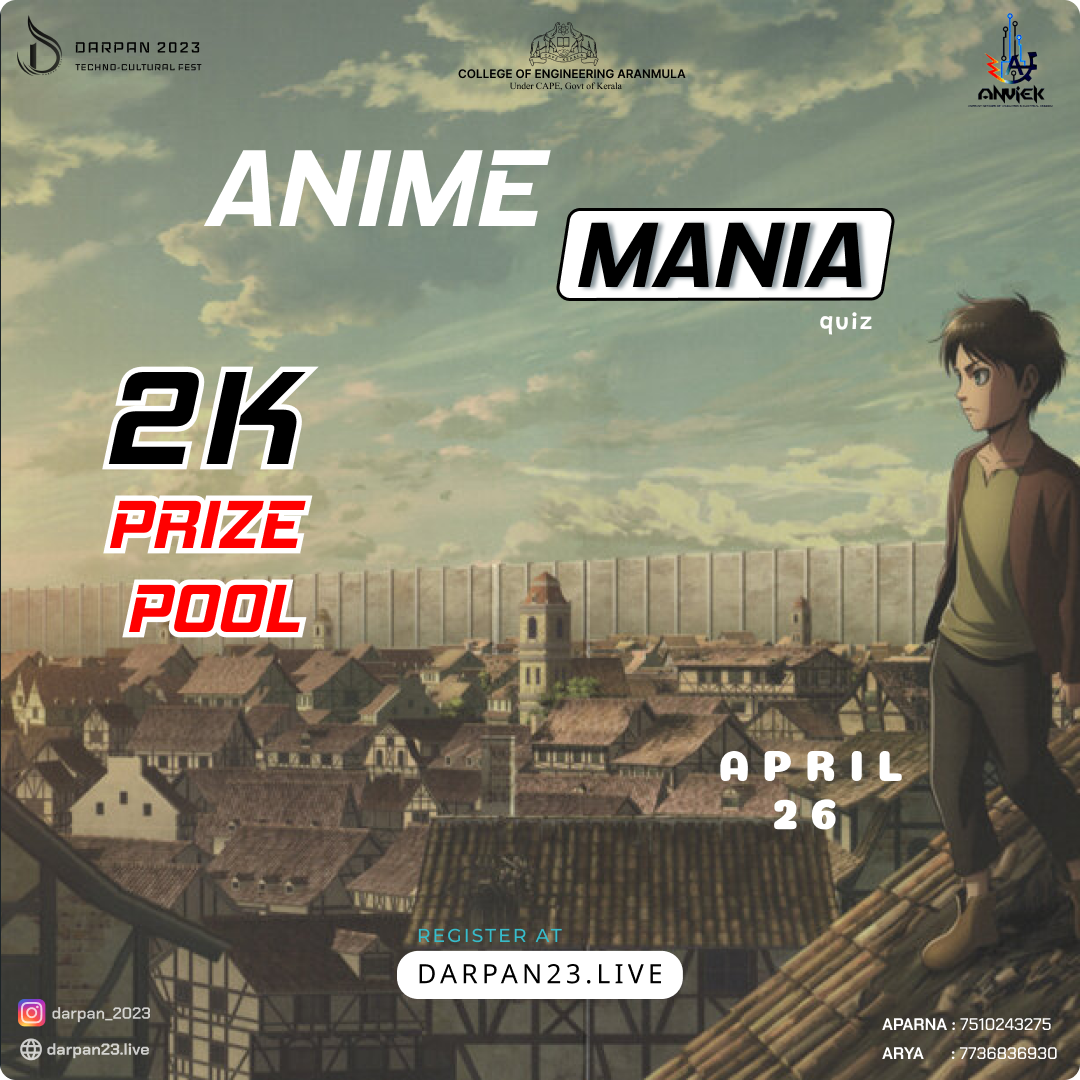 DARPAN 2023
TECHNO-CULTURAL FEST
COLLEGE OF ENGINEERING ARANMULA
Under CAPE, Govt of Kerala
ANViEK
ANIME
MANIA
quiz
2K
PRIZE
POOL
APRIL
26
REGISTER AT
DARPAN23.LIVE
darpan_2023
darpan23.live
APARNA : 7510243275
ARYA : 7736836930